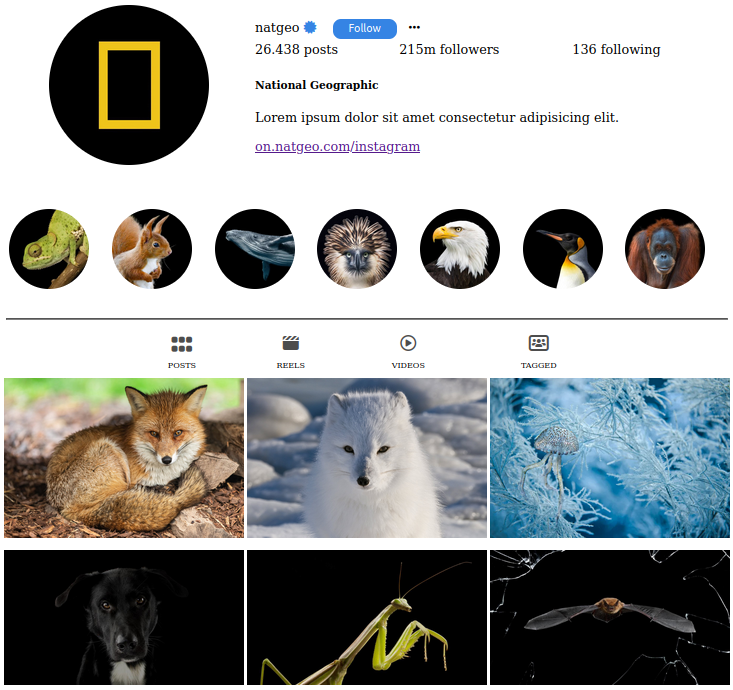 natgeo Follow
26.438 posts 215m followers 136 following
National Geographic
Lorem ipsum dolor sit amet consectetur adipisicing elit.
on.natgeo.com/instagram
POSTS REELS VIDEOS TAGGED